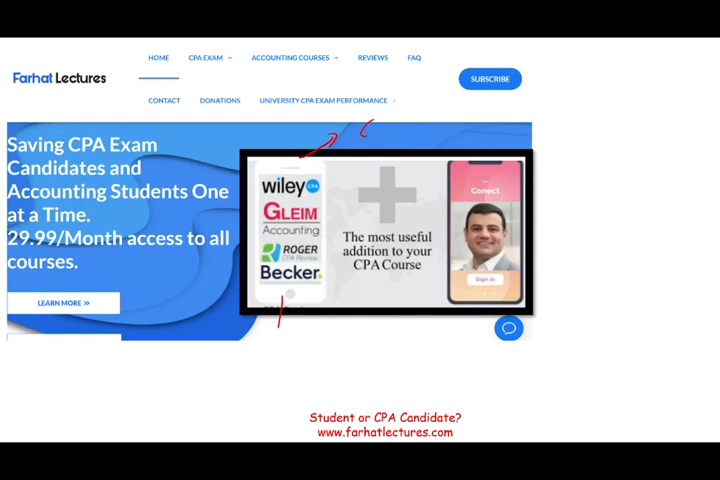 HOME
CPA EXAM
ACCOUNTING COURSES
REVIEWS
FAQ
Farhat Lectures
SUBSCRIBE
CONTACT
DONATIONS
UNIVERSITY CPA EXAM PERFORMANCE
Saving CPA Exam
Candidates and
Accounting Students One
at a Time.
29.99/Month access to all
courses.
LEARN MORE »
wiley CPA
GLEIM
Accounting
ROGER
CPA Review
Becker.
The most useful
addition to your
CPA Course
Conect
Sign in
Student or CPA Candidate?
www.farhatlectures.com